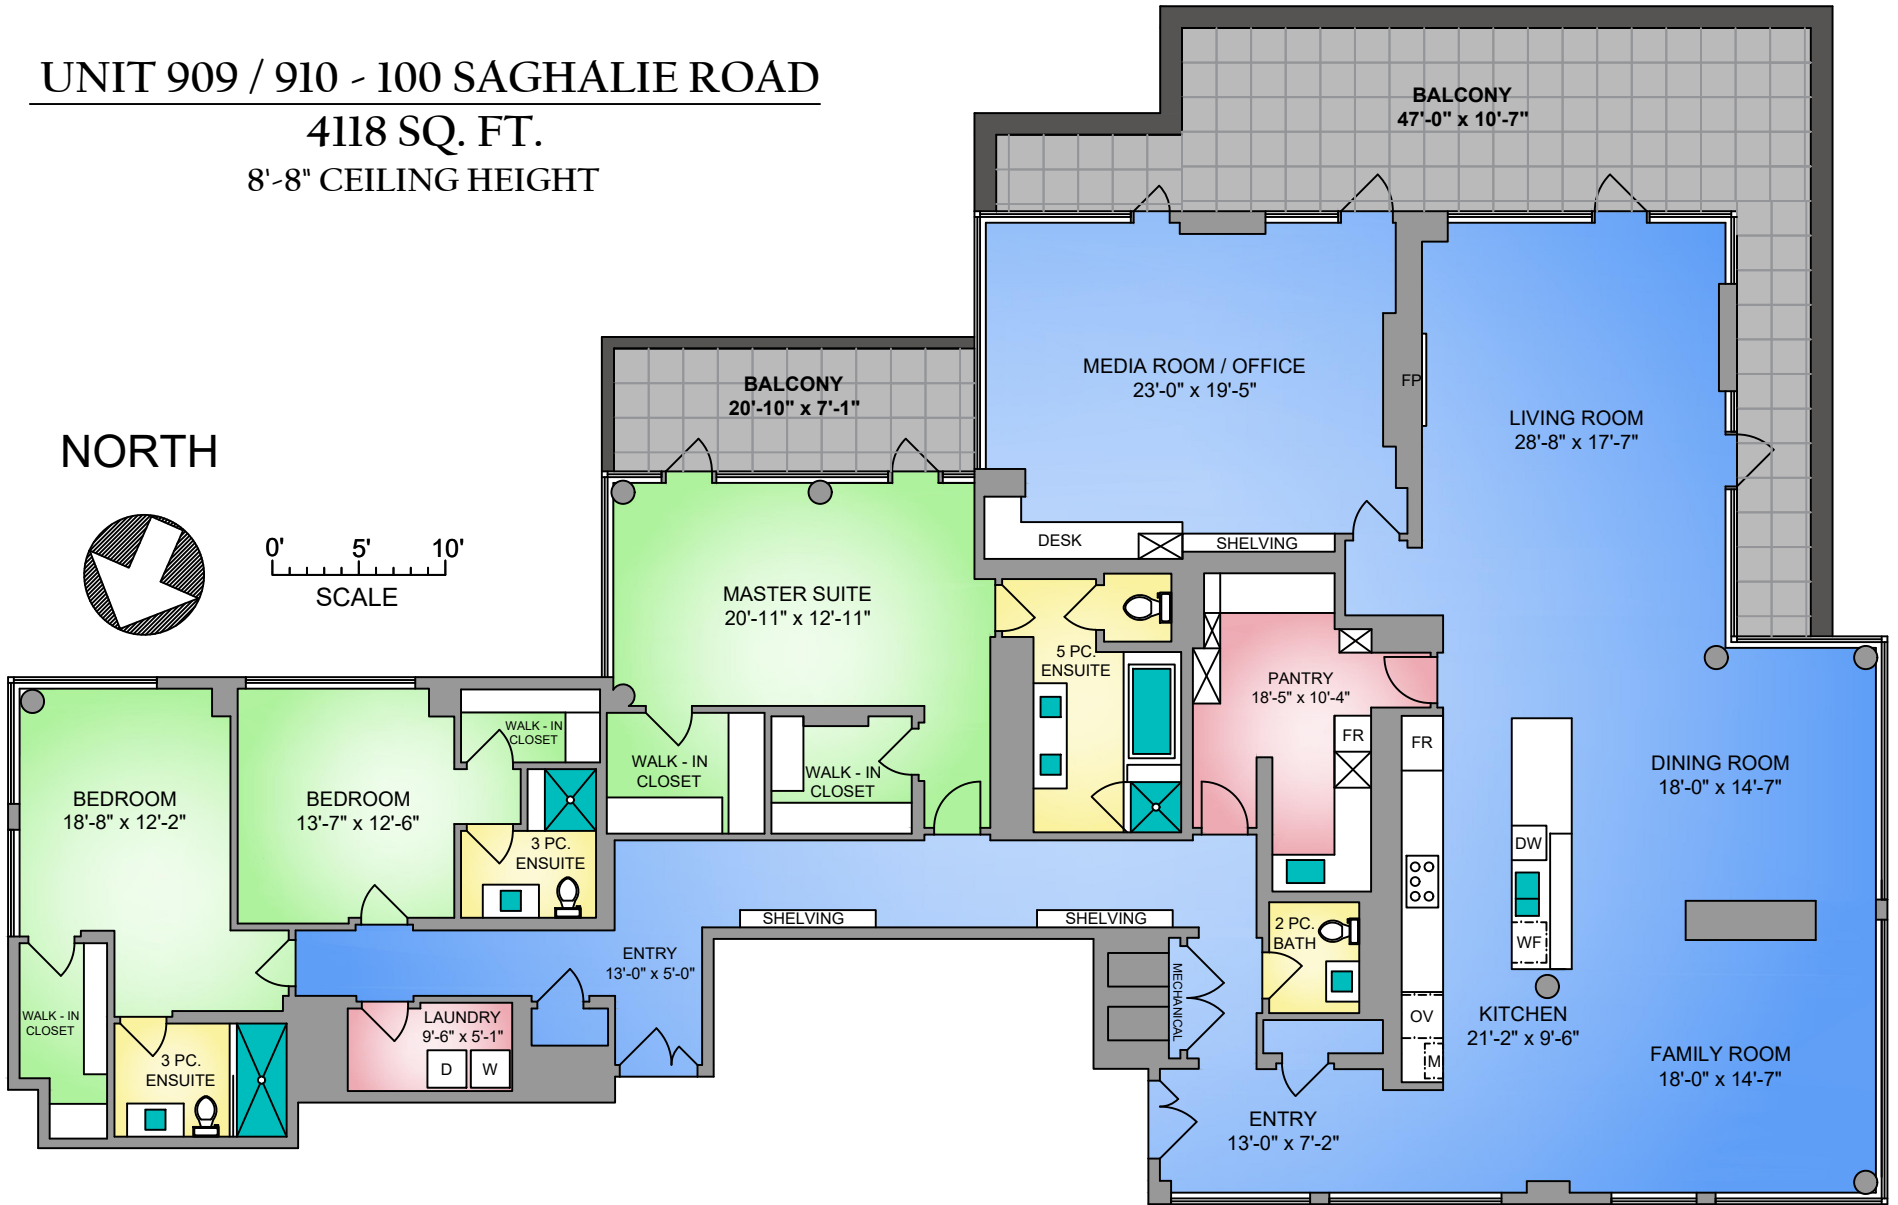 UNIT 909 / 910 - 100 SAGHALIE ROAD
4118 SQ. FT.
8'-8" CEILING HEIGHT
BALCONY
47'-0" x 10'-7"
BALCONY
20'-10" x 7'-1"
MEDIA ROOM / OFFICE
23'-0" x 19'-5"
FP
LIVING ROOM
28'-8" x 17'-7"
NORTH
0' 5' 10'
SCALE
DESK
SHELVING
MASTER SUITE
20'-11" x 12'-11"
5 PC.
ENSUITE
PANTRY
18'-5" x 10'-4"
FR
FR
WALK - IN
CLOSET
WALK - IN
CLOSET
WALK - IN
CLOSET
DINING ROOM
18'-0" x 14'-7"
BEDROOM
18'-8" x 12'-2"
BEDROOM
13'-7" x 12'-6"
3 PC.
ENSUITE
DW
WF
SHELVING
SHELVING
2 PC.
BATH
ENTRY
13'-0" x 5'-0"
MECHANICAL
WALK - IN
CLOSET
LAUNDRY
9'-6" x 5'-1"
D
W
OV
M
KITCHEN
21'-2" x 9'-6"
FAMILY ROOM
18'-0" x 14'-7"
3 PC.
ENSUITE
ENTRY
13'-0" x 7'-2"